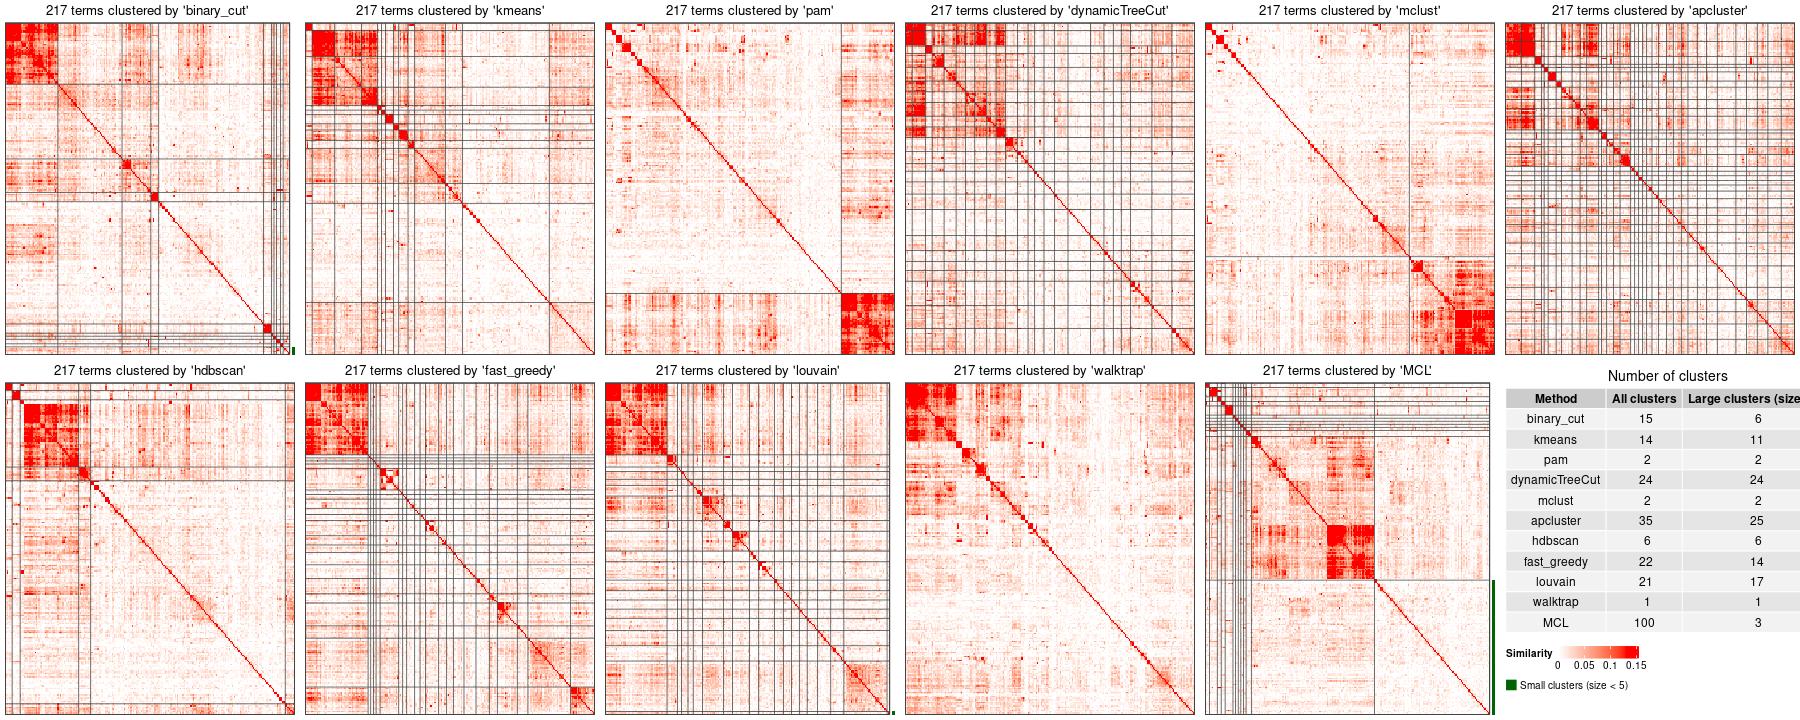 217 terms clustered by 'binary_cut'
217 terms clustered by 'kmeans'
217 terms clustered by 'pam'
217 terms clustered by 'dynamicTreeCut'
217 terms clustered by 'mclust'
217 terms clustered by 'apcluster'
217 terms clustered by 'hdbscan'
217 terms clustered by 'fast_greedy'
217 terms clustered by 'louvain'
217 terms clustered by 'walktrap'
217 terms clustered by 'MCL'
Number of clusters
Method All clusters Large clusters (size
binary_cut 15 6
kmeans 14 11
pam 2 2
dynamicTreeCut 24 24
mclust 2 2
apcluster 35 25
hdbscan 6 6
fast_greedy 22 14
louvain 21 17
walktrap 1 1
MCL 100 3
Similarity
0 0.05 0.1 0.15
Small clusters (size < 5)